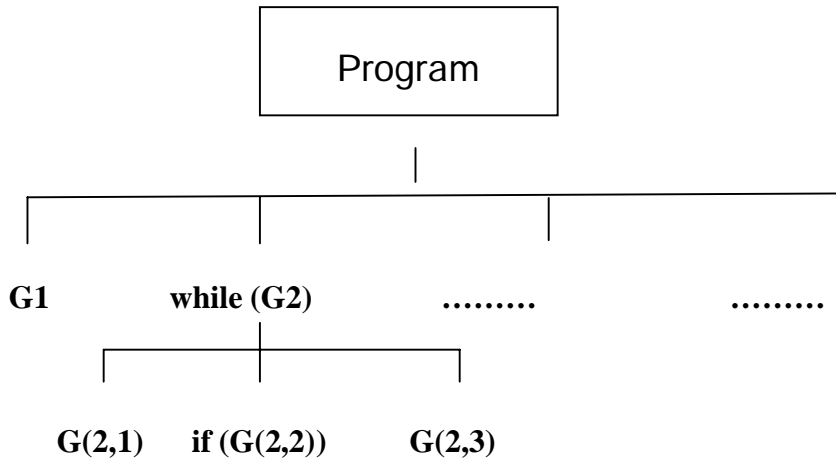 Program
G1 while (G2) ......... .........
G(2,1) if (G(2,2)) G(2,3)